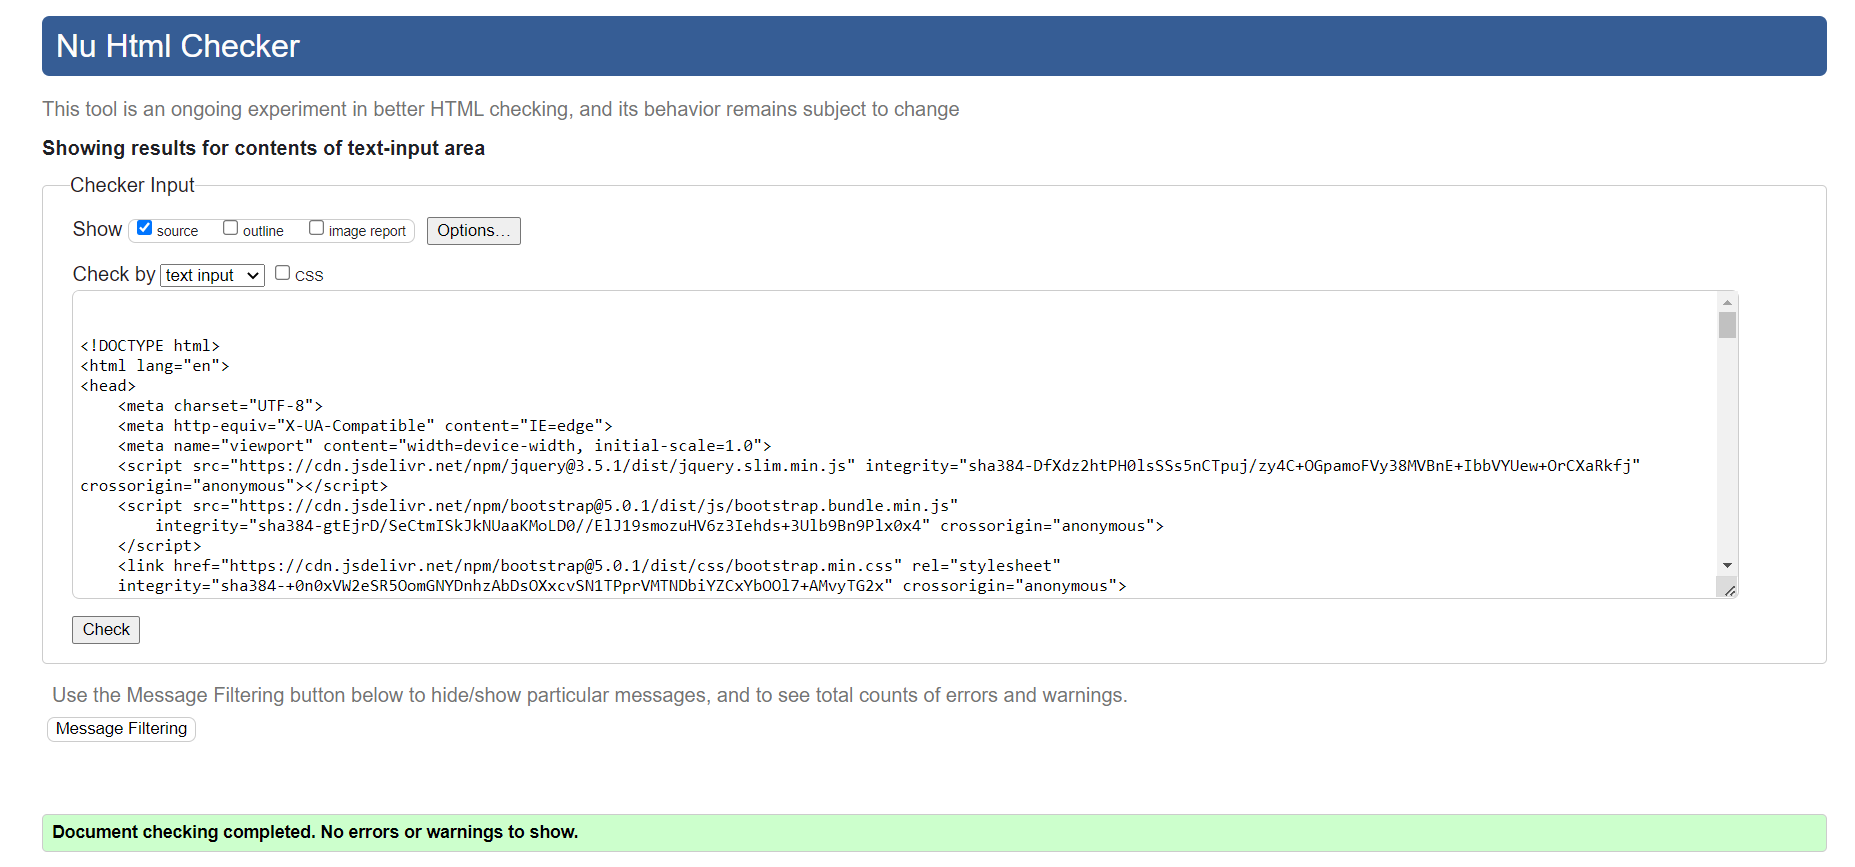 Nu Html Checker
This tool is an ongoing experiment in better HTML checking, and its behavior remains subject to change
Showing results for contents of text-input area
Checker Input
Show source outline image report Options...
Check by text input CSS
<!DOCTYPE html>
<html lang="en">
<head>
    <meta charset="UTF-8">
    <meta http-equiv="X-UA-Compatible" content="IE=edge">
    <meta name="viewport" content="width=device-width, initial-scale=1.0">
    <script src="https://cdn.jsdelivr.net/npm/jquery@3.5.1/dist/jquery.slim.min.js" integrity="sha384-DfXdz2htPH0lsSSs5nCTpuj/zy4C+OGpamoFVy38MVBnE+IbbVYUew+OrCXaRkfj"
crossorigin="anonymous"></script>
    <script src="https://cdn.jsdelivr.net/npm/bootstrap@5.0.1/dist/js/bootstrap.bundle.min.js"
        integrity="sha384-gtEjrD/SeCtmISkJkNUaaKMoLD0//ElJ19smozuHV6z3Iehds+3Ulb9Bn9Plx0x4" crossorigin="anonymous">
    </script>
    <link href="https://cdn.jsdelivr.net/npm/bootstrap@5.0.1/dist/css/bootstrap.min.css" rel="stylesheet"
    integrity="sha384-+0n0xVW2eSR5OomGNYDnhzAbDsOXxcvSN1TPprVMTNDbiYZCxYbOOl7+AMvyTG2x" crossorigin="anonymous">
Check
Use the Message Filtering button below to hide/show particular messages, and to see total counts of errors and warnings.
Message Filtering
Document checking completed. No errors or warnings to show.